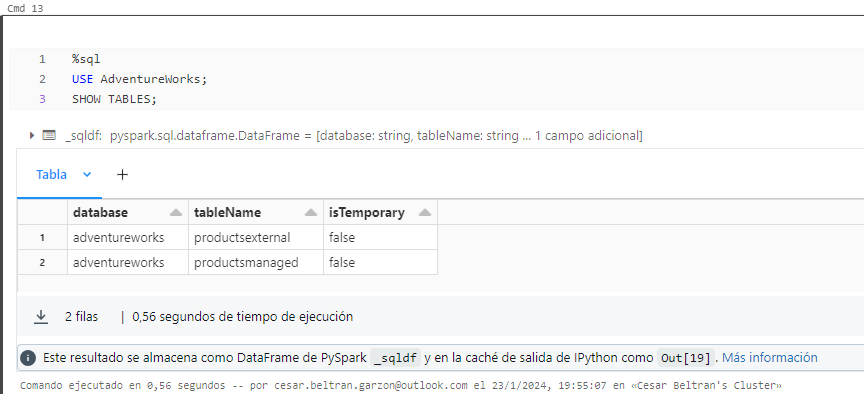 Cmd 13
1 %sql
2 USE AdventureWorks;
3 SHOW TABLES;
_sqldf: pyspark.sql.dataframe.DataFrame = [database: string, tableName: string ... 1 campo adicional]
Tabla +
database tableName isTemporary
1 adventureworks productsexternal false
2 adventureworks productsmanaged false
2 filas | 0,56 segundos de tiempo de ejecución
Este resultado se almacena como DataFrame de PySpark _sqldf y en la caché de salida de IPython como Out[19] . Más información
Comando ejecutado en 0,56 segundos -- por cesar.beltran.garzon@outlook.com el 23/1/2024, 19:55:07 en «Cesar Beltran's Cluster»